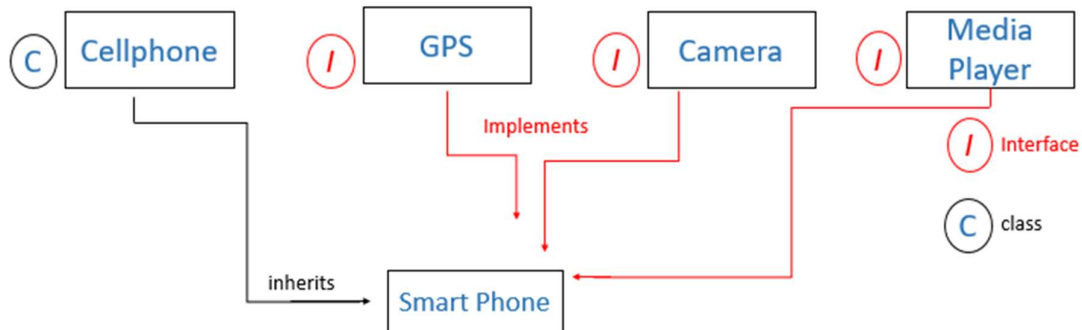 C
Cellphone
I
GPS
I
Camera
I
Media
Player
Implements
I
Interface
C
class
inherits
Smart Phone